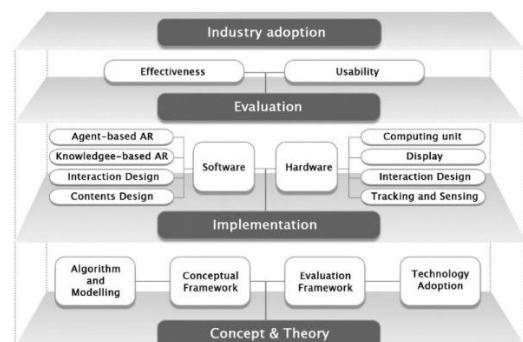 Industry adoption
Effectiveness
Usability
Evaluation
Agent-based AR
Knowledgee-based AR
Interaction Design
Contents Design
Software
Hardware
Computing unit
Display
Interaction Design
Tracking and Sensing
Implementation
Algorithm
and
Modelling
Conceptual
Framework
Evaluation
Framework
Technology
Adoption
Concept & Theory